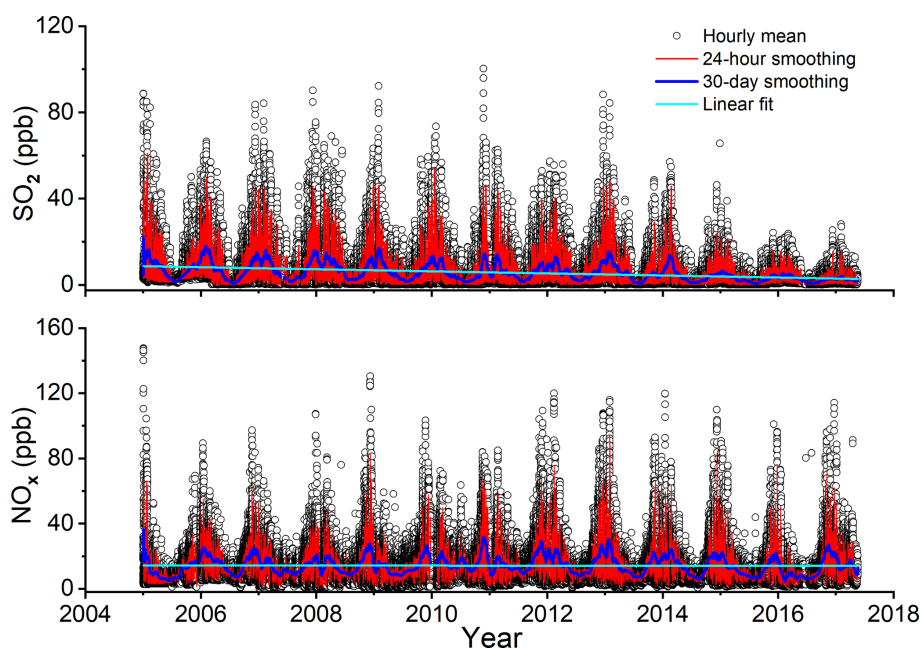 120
80
40
0
SO₂ (ppb)
Hourly mean
24-hour smoothing
30-day smoothing
Linear fit
160
120
80
40
0
NOₓ (ppb)
2004 2006 2008 2010 2012 2014 2016 2018
Year